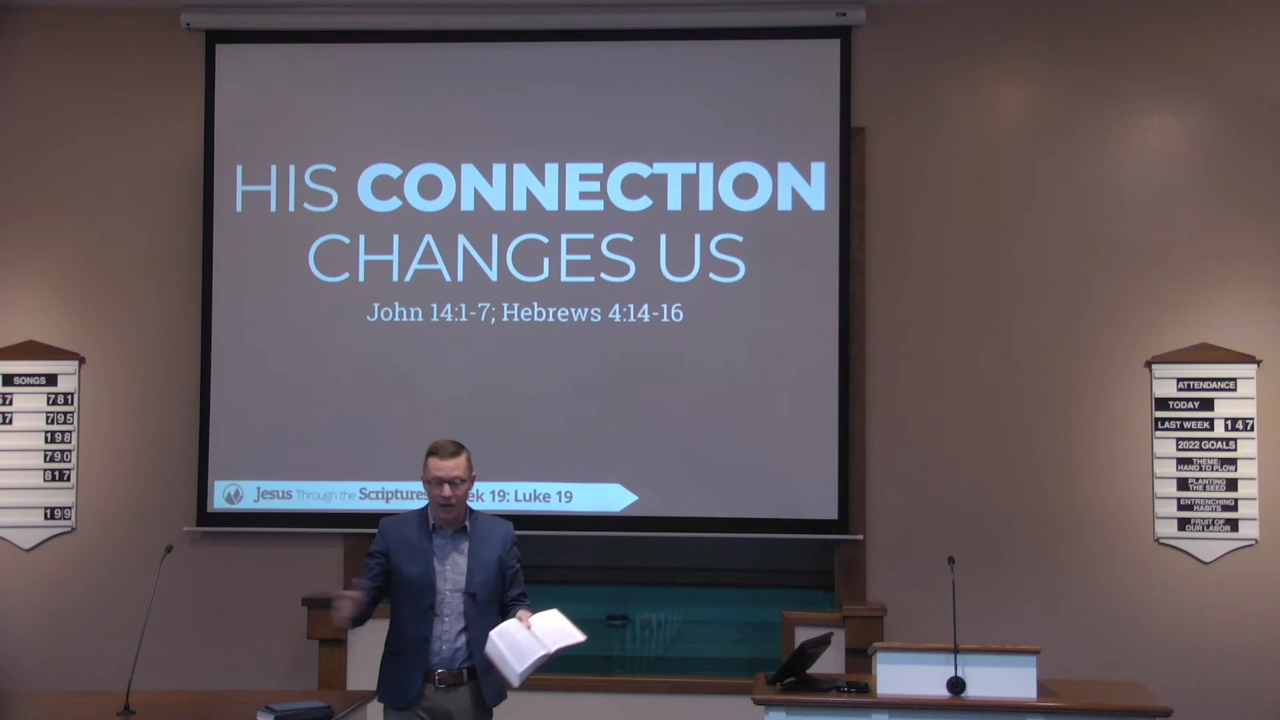 HIS CONNECTION
CHANGES US
John 14:1-7; Hebrews 4:14-16
Jesus Through the Scriptures 19: Luke 19
SONGS
781
795
198
790
817
199
ATTENDANCE
TODAY
LAST WEEK 147
2022 GOALS
THEME:
HAND TO PLOW
PLANTING
THE SEED
ENTRENCHING
HABITS
FRUIT OF
OUR LABOR